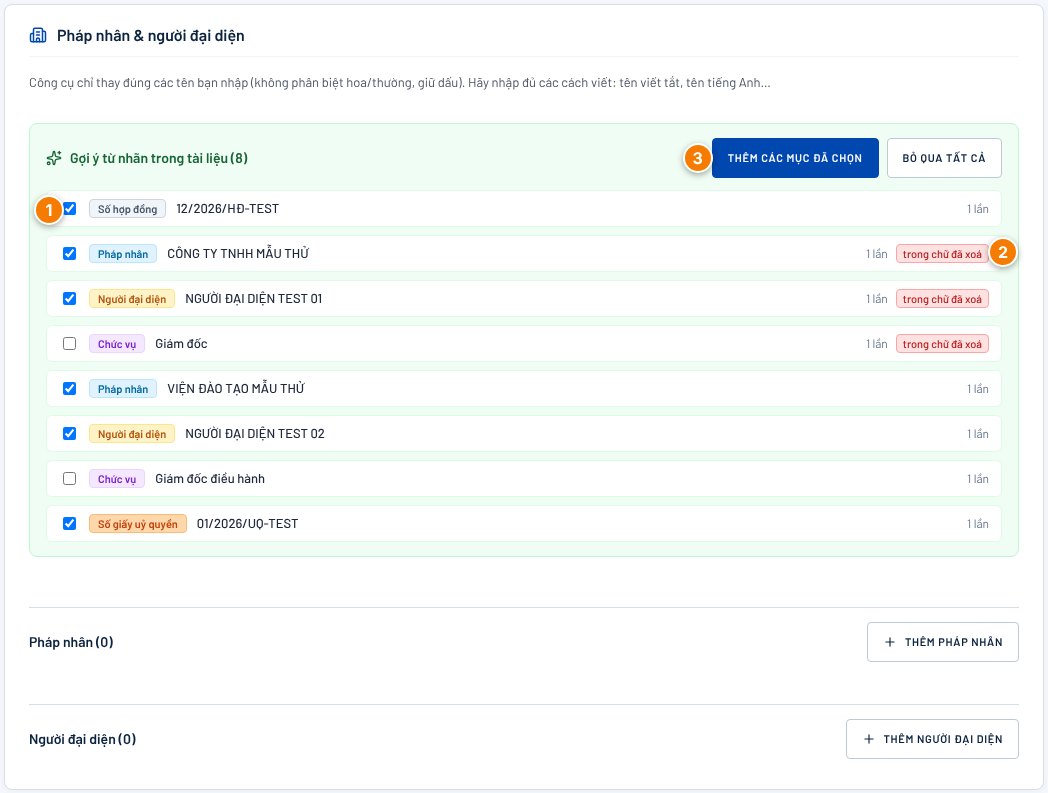 Pháp nhân & người đại diện
Công cụ chỉ thay đúng các tên bạn nhập (không phân biệt hoa/thường, giữ dấu). Hãy nhập đủ các cách viết: tên viết tắt, tên tiếng Anh...
Gợi ý từ nhãn trong tài liệu (8)
3
THÊM CÁC MỤC ĐÃ CHỌN
BỎ QUA TẤT CẢ
1
Số hợp đồng 12/2026/HĐ-TEST 1 lần
Pháp nhân CÔNG TY TNHH MẪU THỬ 1 lần trong chữ đã xoá 2
Người đại diện NGƯỜI ĐẠI DIỆN TEST 01 1 lần trong chữ đã xoá
Chức vụ Giám đốc 1 lần trong chữ đã xoá
Pháp nhân VIỆN ĐÀO TẠO MẪU THỬ 1 lần
Người đại diện NGƯỜI ĐẠI DIỆN TEST 02 1 lần
Chức vụ Giám đốc điều hành 1 lần
Số giấy uỷ quyền 01/2026/UQ-TEST 1 lần
Pháp nhân (0)
+ THÊM PHÁP NHÂN
Người đại diện (0)
+ THÊM NGƯỜI ĐẠI DIỆN